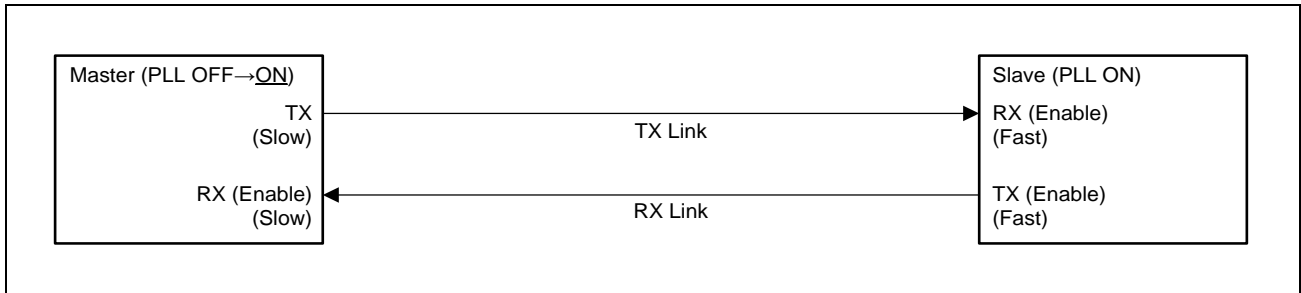 Master (PLL OFF→ON)
TX
(Slow)
RX (Enable)
(Slow)
TX Link
RX Link
Slave (PLL ON)
RX (Enable)
(Fast)
TX (Enable)
(Fast)